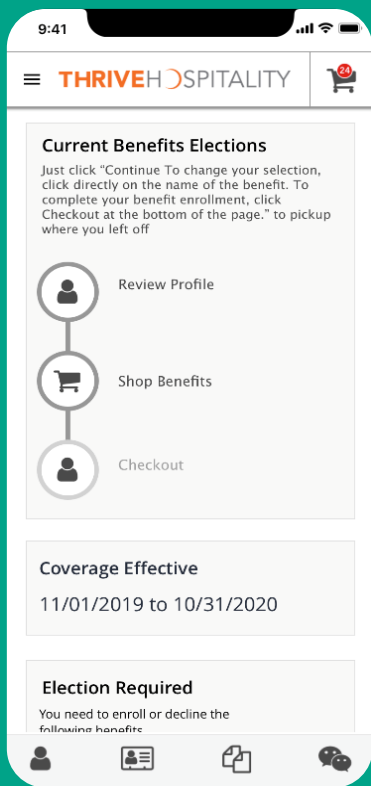 9:41
THRIVEHOSPITALITY
24
Current Benefits Elections
Just click “Continue To change your selection,
click directly on the name of the benefit. To
complete your benefit enrollment, click
Checkout at the bottom of the page.” to pickup
where you left off
Review Profile
Shop Benefits
Checkout
Coverage Effective
11/01/2019 to 10/31/2020
Election Required
You need to enroll or decline the
following benefits